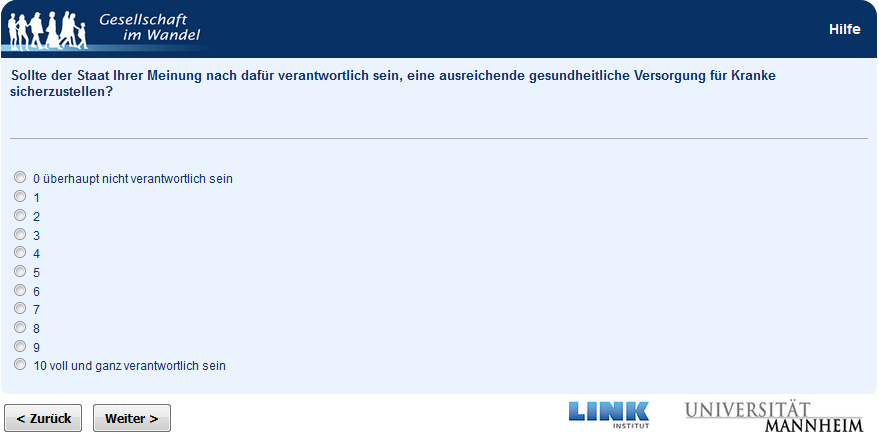 Gesellschaft
im Wandel
Hilfe
Sollte der Staat Ihrer Meinung nach dafür verantwortlich sein, eine ausreichende gesundheitliche Versorgung für Kranke
sicherzustellen?
0 überhaupt nicht verantwortlich sein
1
2
3
4
5
6
7
8
9
10 voll und ganz verantwortlich sein
< Zurück
Weiter >
LINK
INSTITUT
UNIVERSITÄT
MANNHEIM